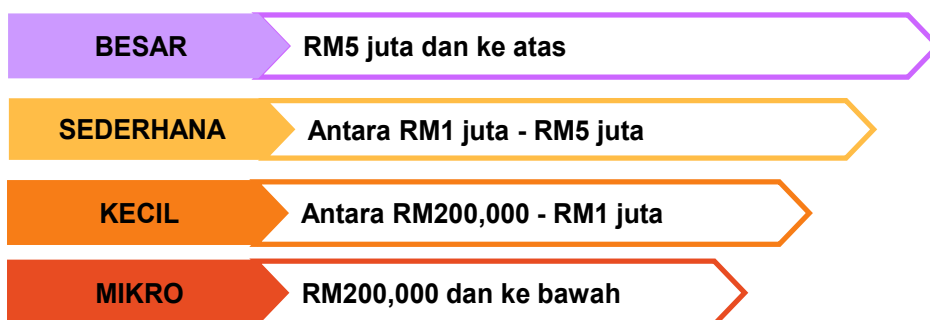 BESAR RM5 juta dan ke atas
SEDERHANA Antara RM1 juta - RM5 juta
KECIL Antara RM200,000 - RM1 juta
MIKRO RM200,000 dan ke bawah